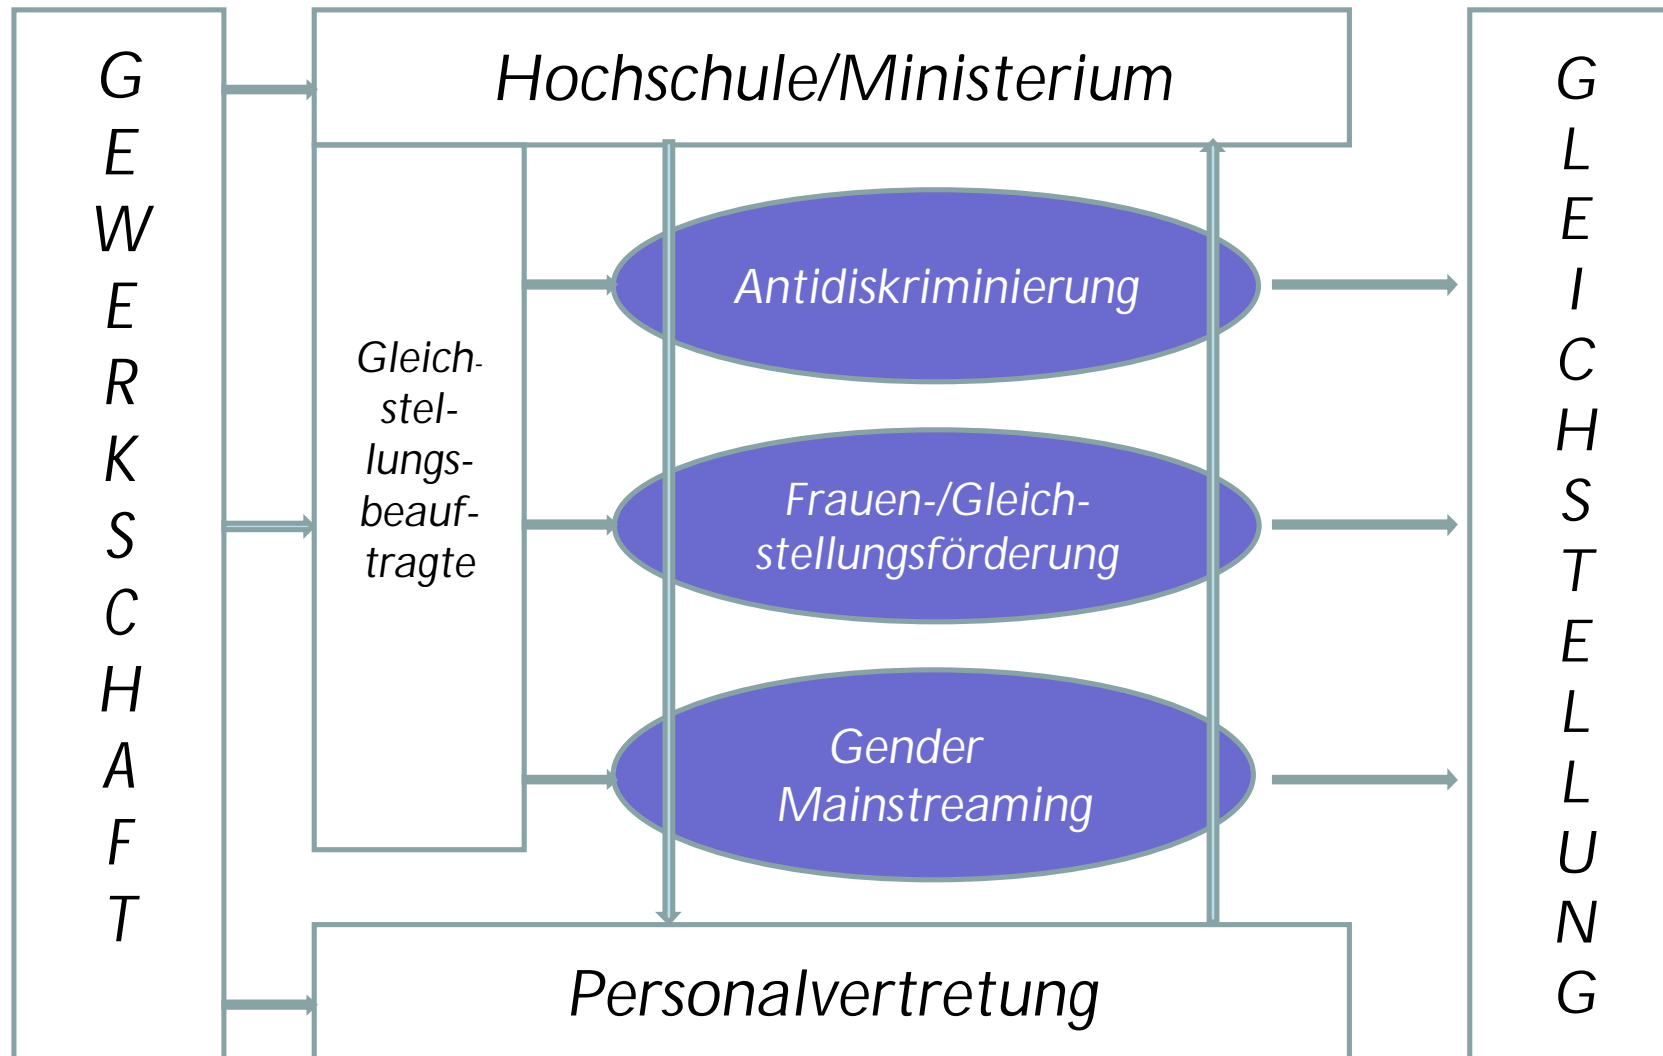 G
E
W
E
R
K
S
C
H
A
F
T
Hochschule/Ministerium
Gleich-
stel-
lungs-
beauf-
tragte
Antidiskriminierung
Frauen-/Gleich-
stellungsförderung
Gender
Mainstreaming
Personalvertretung
G
L
E
I
C
H
S
T
E
L
L
U
N
G